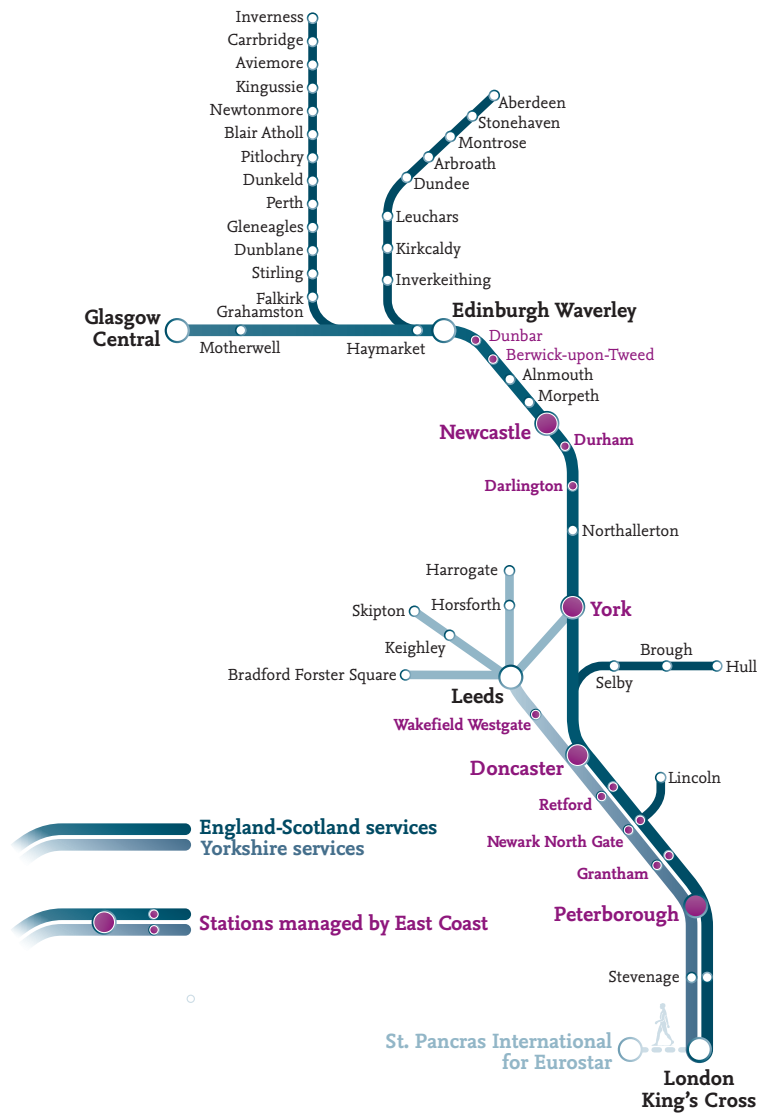 Inverness
Carrbridge
Aviemore
Kingussie
Newtonmore
Blair Atholl
Pitlochry
Dunkeld
Perth
Gleneagles
Dunblane
Stirling
Falkirk
Grahamston
Aberdeen
Stonehaven
Montrose
Arbroath
Dundee
Leuchars
Kirkcaldy
Inverkeithing
Glasgow
Central
Motherwell
Haymarket
Edinburgh Waverley
Dunbar
Berwick-upon-Tweed
Alnmouth
Morpeth
Newcastle
Durham
Darlington
Northallerton
Harrogate
Horsforth
Skipton
Keighley
York
Bradford Forster Square
Leeds
Brough
Hull
Selby
Wakefield Westgate
Doncaster
Lincoln
Retford
Newark North Gate
Grantham
Peterborough
Stevenage
England-Scotland services
Yorkshire services
Stations managed by East Coast
St. Pancras International
for Eurostar
London
King's Cross